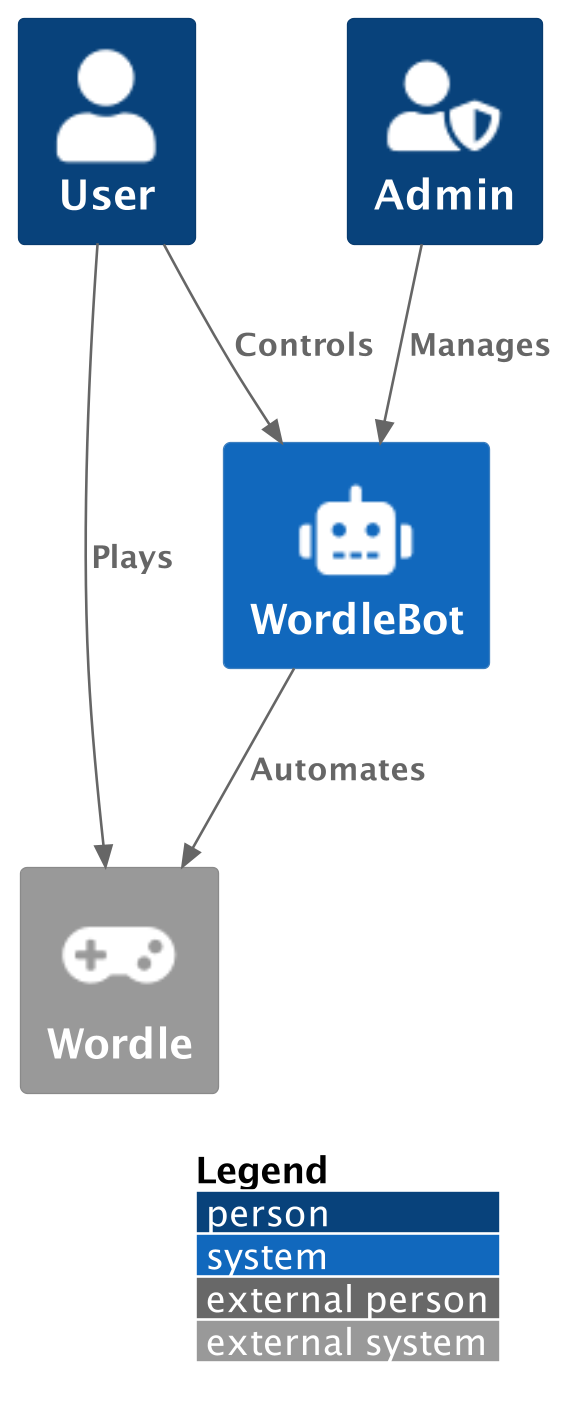 User
Admin
Controls
Manages
Plays
WordleBot
Automates
Wordle
Legend
person
system
external person
external system